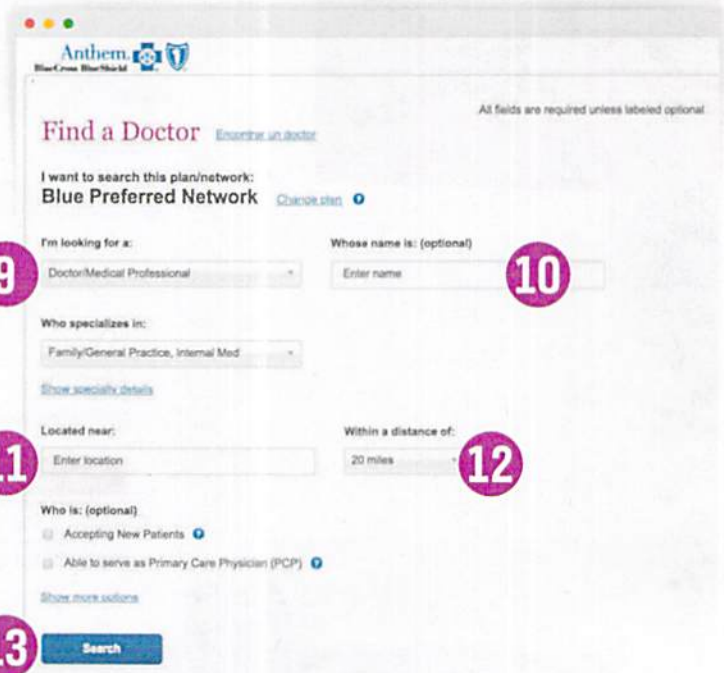 Anthem.
BlueCross BlueShield
All fields are required unless labeled optional
Find a Doctor Encontrar un doctor
I want to search this plan/network:
Blue Preferred Network Change plan ?
9 I'm looking for a: Whose name is: (optional)
Doctor/Medical Professional Enter name 10
Who specializes in:
Family/General Practice, Internal Med
Show specialty details
Located near: Within a distance of:
11 Enter location 20 miles 12
Who is: (optional)
Accepting New Patients ?
Able to serve as Primary Care Physician (PCP) ?
Show more options
13 Search